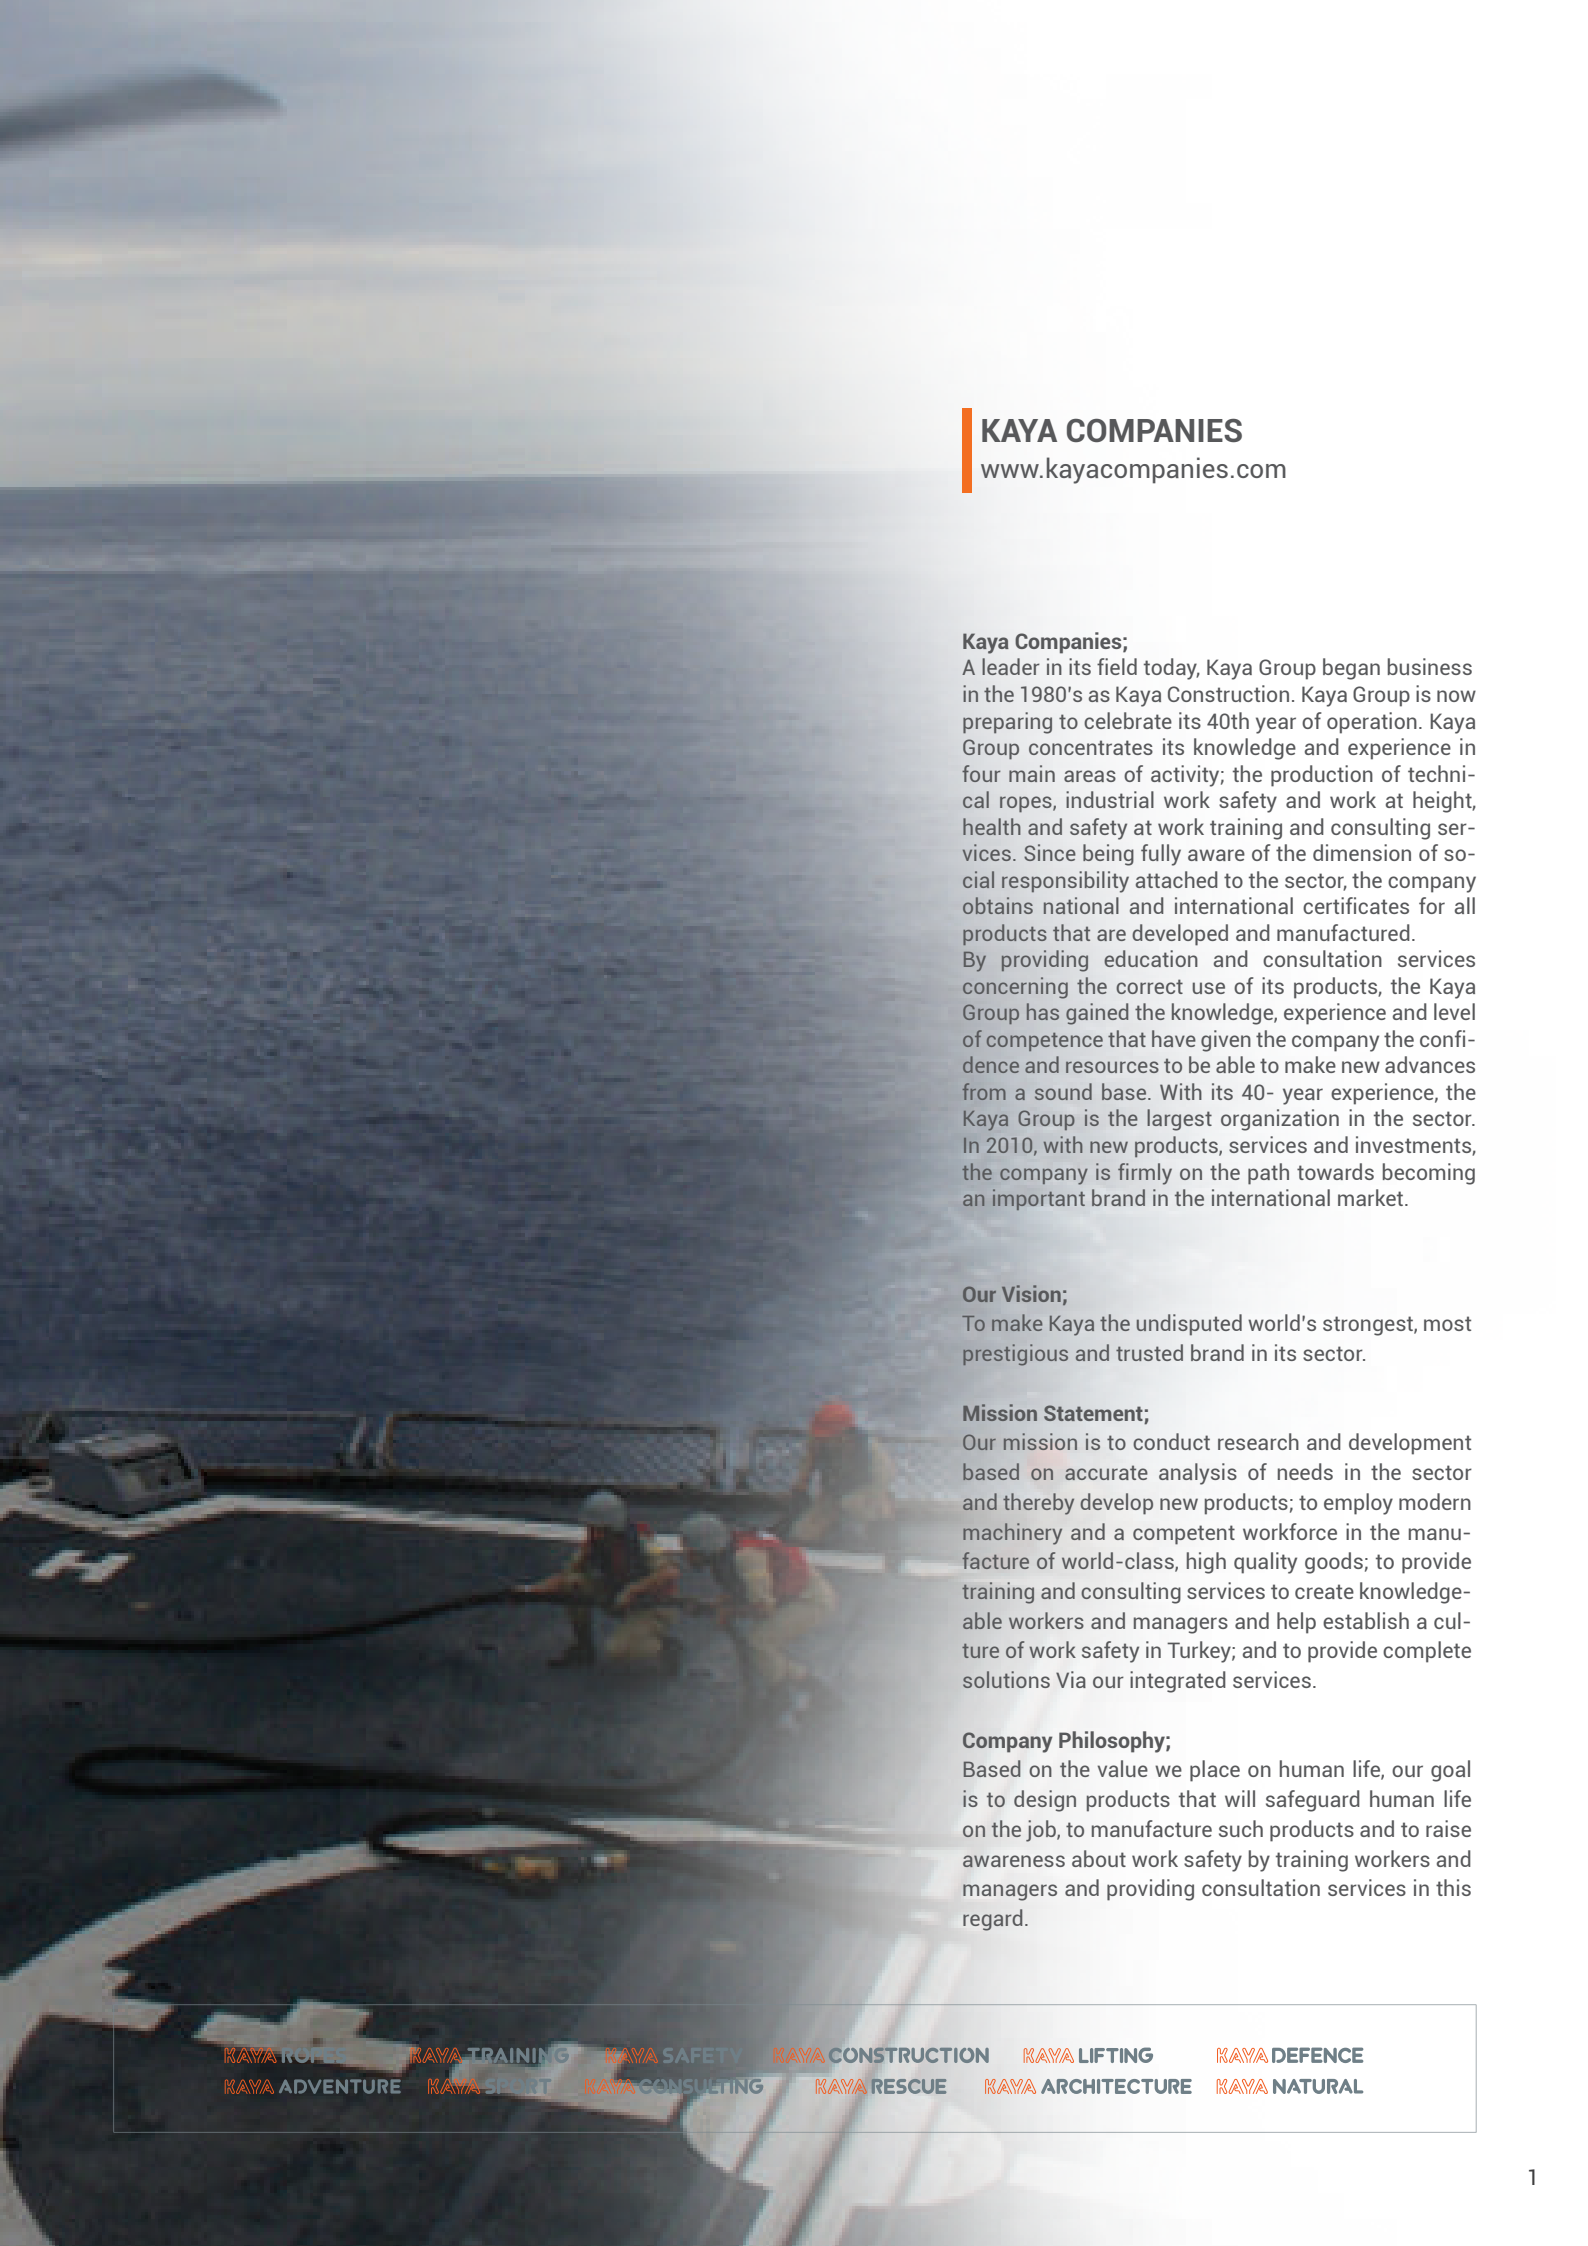 KAYA COMPANIES
www.kayacompanies.com
Kaya Companies;
A leader in its field today, Kaya Group began business
in the 1980's as Kaya Construction. Kaya Group is now
preparing to celebrate its 40th year of operation. Kaya
Group concentrates its knowledge and experience in
four main areas of activity; the production of techni-
cal ropes, industrial work safety and work at height,
health and safety at work training and consulting ser-
vices. Since being fully aware of the dimension of so-
cial responsibility attached to the sector, the company
obtains national and international certificates for all
products that are developed and manufactured.
By providing education and consultation services
concerning the correct use of its products, the Kaya
Group has gained the knowledge, experience and level
of competence that have given the company the confi-
dence and resources to be able to make new advances
from a sound base. With its 40- year experience, the
Kaya Group is the largest organization in the sector.
In 2010, with new products, services and investments,
the company is firmly on the path towards becoming
an important brand in the international market.
Our Vision;
To make Kaya the undisputed world's strongest, most
prestigious and trusted brand in its sector.
Mission Statement;
Our mission is to conduct research and development
based on accurate analysis of needs in the sector
and thereby develop new products; to employ modern
machinery and a competent workforce in the manu-
facture of world-class, high quality goods; to provide
training and consulting services to create knowledge-
able workers and managers and help establish a cul-
ture of work safety in Turkey; and to provide complete
solutions Via our integrated services.
Company Philosophy;
Based on the value we place on human life, our goal
is to design products that will safeguard human life
on the job, to manufacture such products and to raise
awareness about work safety by training workers and
managers and providing consultation services in this
regard.
KAYA ROPES KAYA TRAINING KAYA SAFETY KAYA CONSTRUCTION KAYA LIFTING KAYA DEFENCE
KAYA ADVENTURE KAYA SPORT KAYA CONSULTING KAYA RESCUE KAYA ARCHITECTURE KAYA NATURAL
1
H